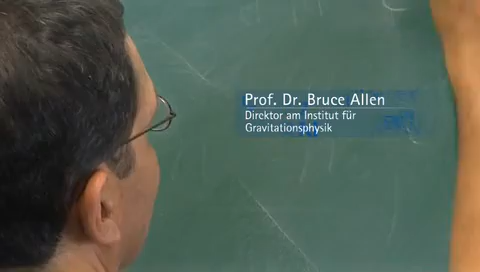 Prof. Dr. Bruce Allen
Direktor am Institut für
Gravitationsphysik